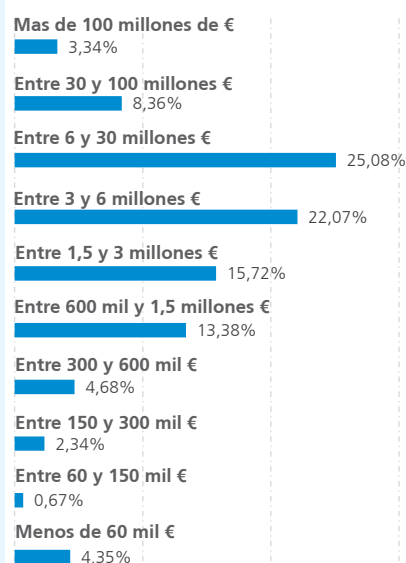 Mas de 100 millones de €
3,34%
Entre 30 y 100 millones €
8,36%
Entre 6 y 30 millones €
25,08%
Entre 3 y 6 millones €
22,07%
Entre 1,5 y 3 millones €
15,72%
Entre 600 mil y 1,5 millones €
13,38%
Entre 300 y 600 mil €
4,68%
Entre 150 y 300 mil €
2,34%
Entre 60 y 150 mil €
0,67%
Menos de 60 mil €
4,35%